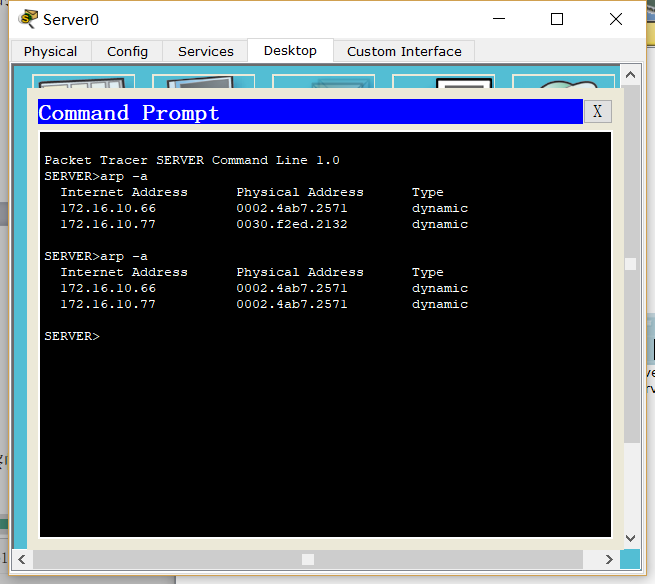 Server0
Physical Config Services Desktop Custom Interface
Command Prompt X
Packet Tracer SERVER Command Line 1.0
SERVER>arp -a
Internet Address Physical Address Type
172.16.10.66 0002.4ab7.2571 dynamic
172.16.10.77 0030.f2ed.2132 dynamic
SERVER>arp -a
Internet Address Physical Address Type
172.16.10.66 0002.4ab7.2571 dynamic
172.16.10.77 0002.4ab7.2571 dynamic
SERVER>